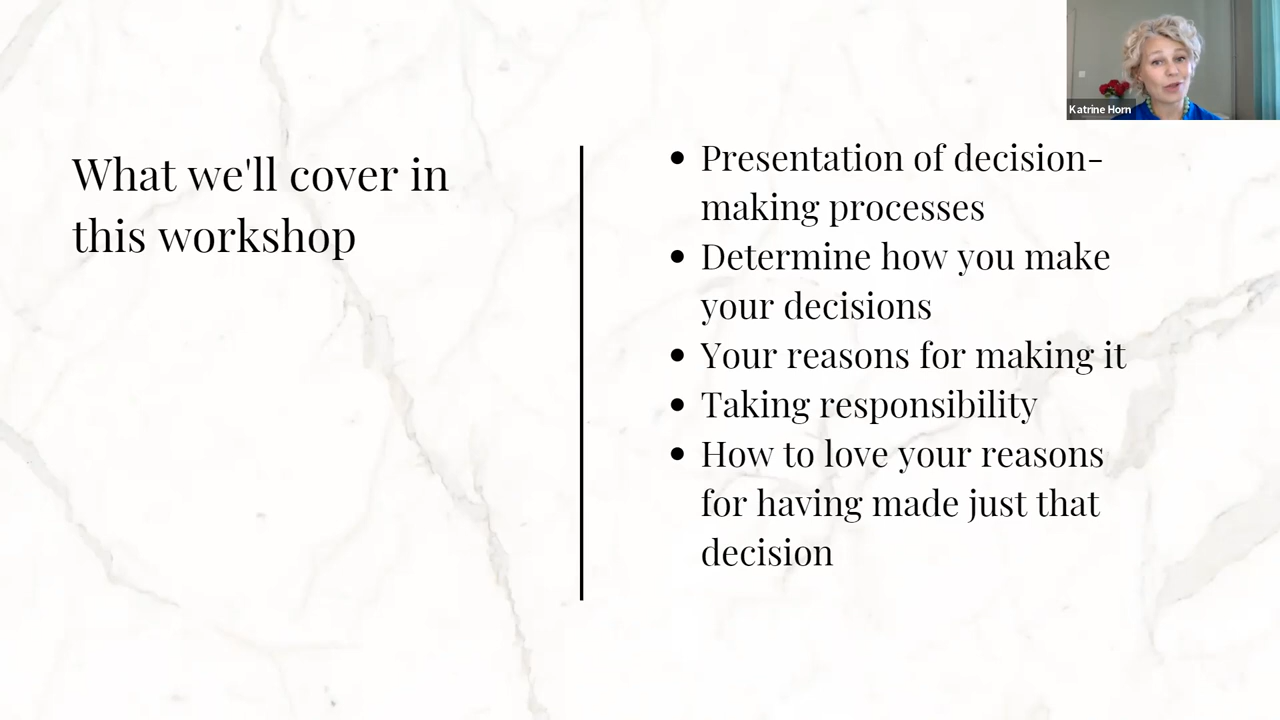 What we'll cover in
this workshop
• Presentation of decision-
making processes
• Determine how you make
your decisions
• Your reasons for making it
• Taking responsibility
• How to love your reasons
for having made just that
decision
Katrine Horn